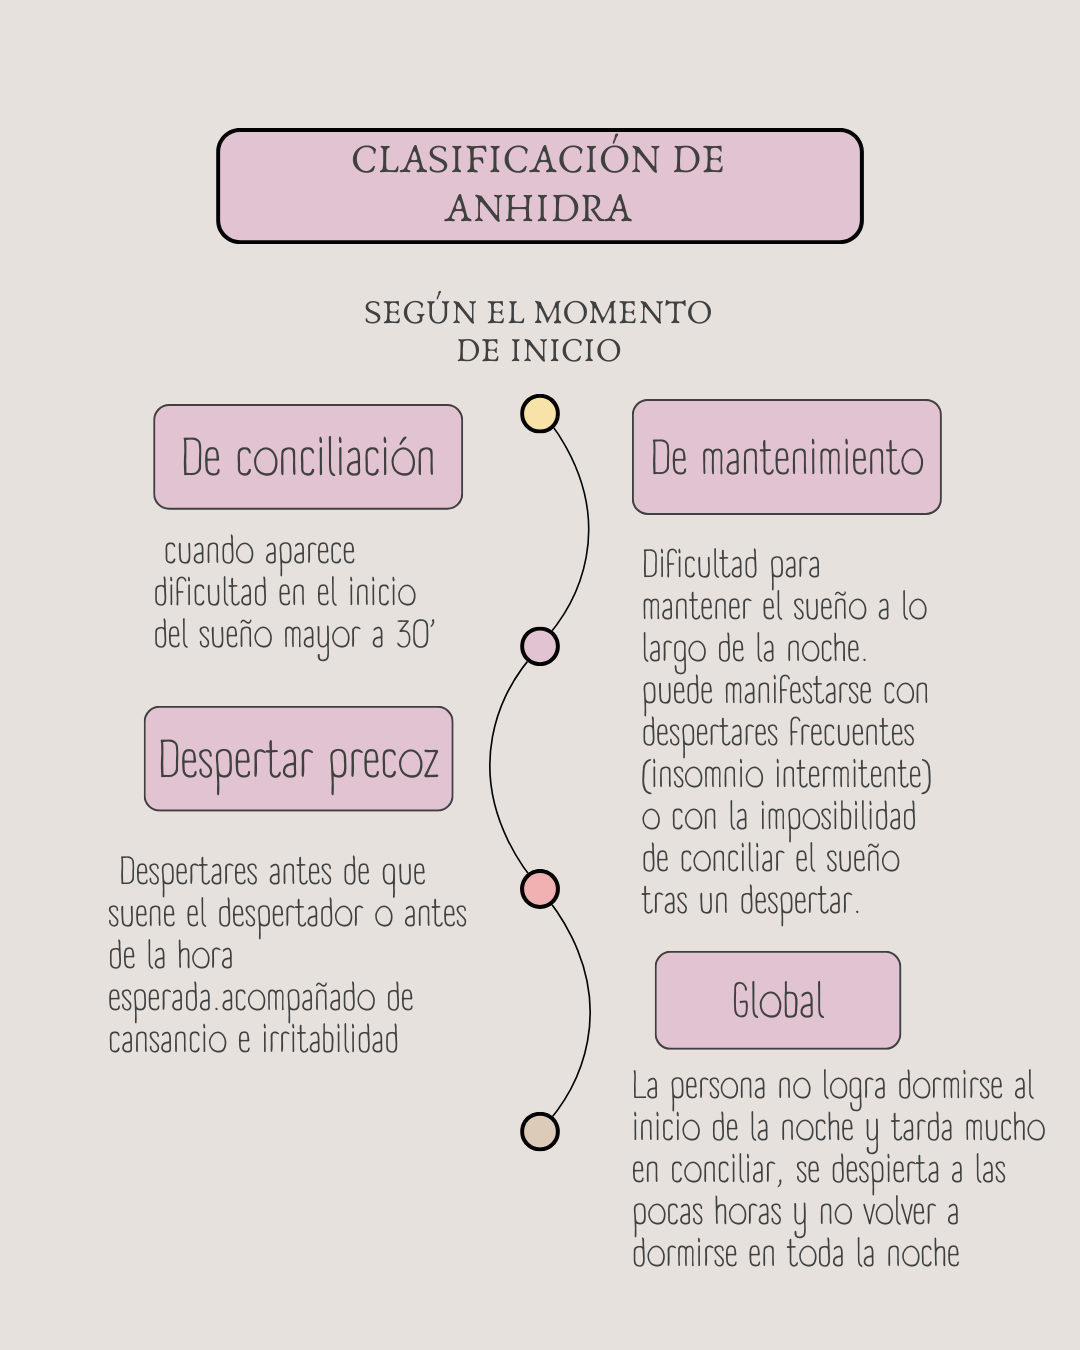 CLASIFICACIÓN DE
ANHIDRA
SEGÚN EL MOMENTO
DE INICIO
De conciliación
cuando aparece
dificultad en el inicio
del sueño mayor a 30’
Despertar precoz
Despertares antes de que
suene el despertador o antes
de la hora
esperada.acompañado de
cansancio e irritabilidad
De mantenimiento
Dificultad para
mantener el sueño a lo
largo de la noche.
puede manifestarse con
despertares frecuentes
(insomnio intermitente)
o con la imposibilidad
de conciliar el sueño
tras un despertar.
Global
La persona no logra dormirse al
inicio de la noche y tarda mucho
en conciliar, se despierta a las
pocas horas y no volver a
dormirse en toda la noche